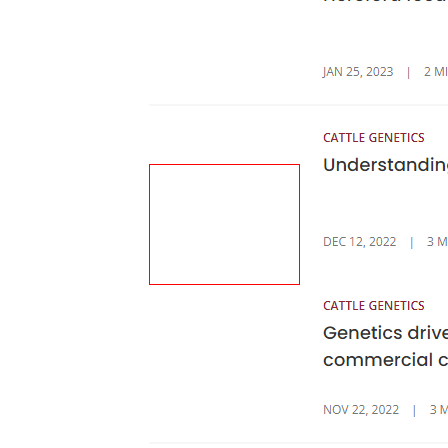 JAN 25, 2023 | 2 MI
CATTLE GENETICS
Understanding
DEC 12, 2022 | 3 M
CATTLE GENETICS
Genetics drive
commercial c
NOV 22, 2022 | 3 M